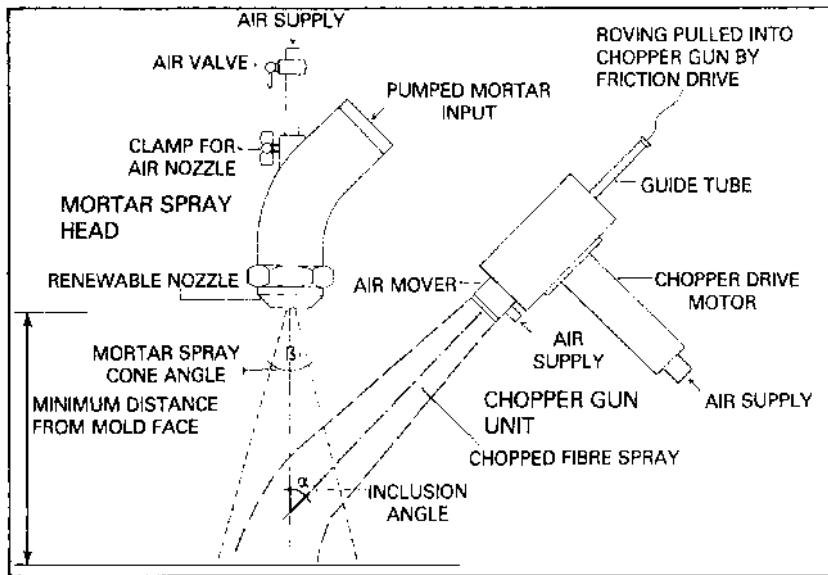 AIR SUPPLY
AIR VALVE
ROVING PULLED INTO
CHOPPER GUN BY
FRICTION DRIVE
PUMPED MORTAR
INPUT
CLAMP FOR
AIR NOZZLE
GUIDE TUBE
MORTAR SPRAY
HEAD
RENEWABLE NOZZLE
AIR MOVER
CHOPPER DRIVE
MOTOR
AIR
SUPPLY
β
MORTAR SPRAY
CONE ANGLE
MINIMUM DISTANCE
FROM MOLD FACE
CHOPPER GUN
UNIT
AIR SUPPLY
CHOPPED FIBRE SPRAY
α
INCLUSION
ANGLE